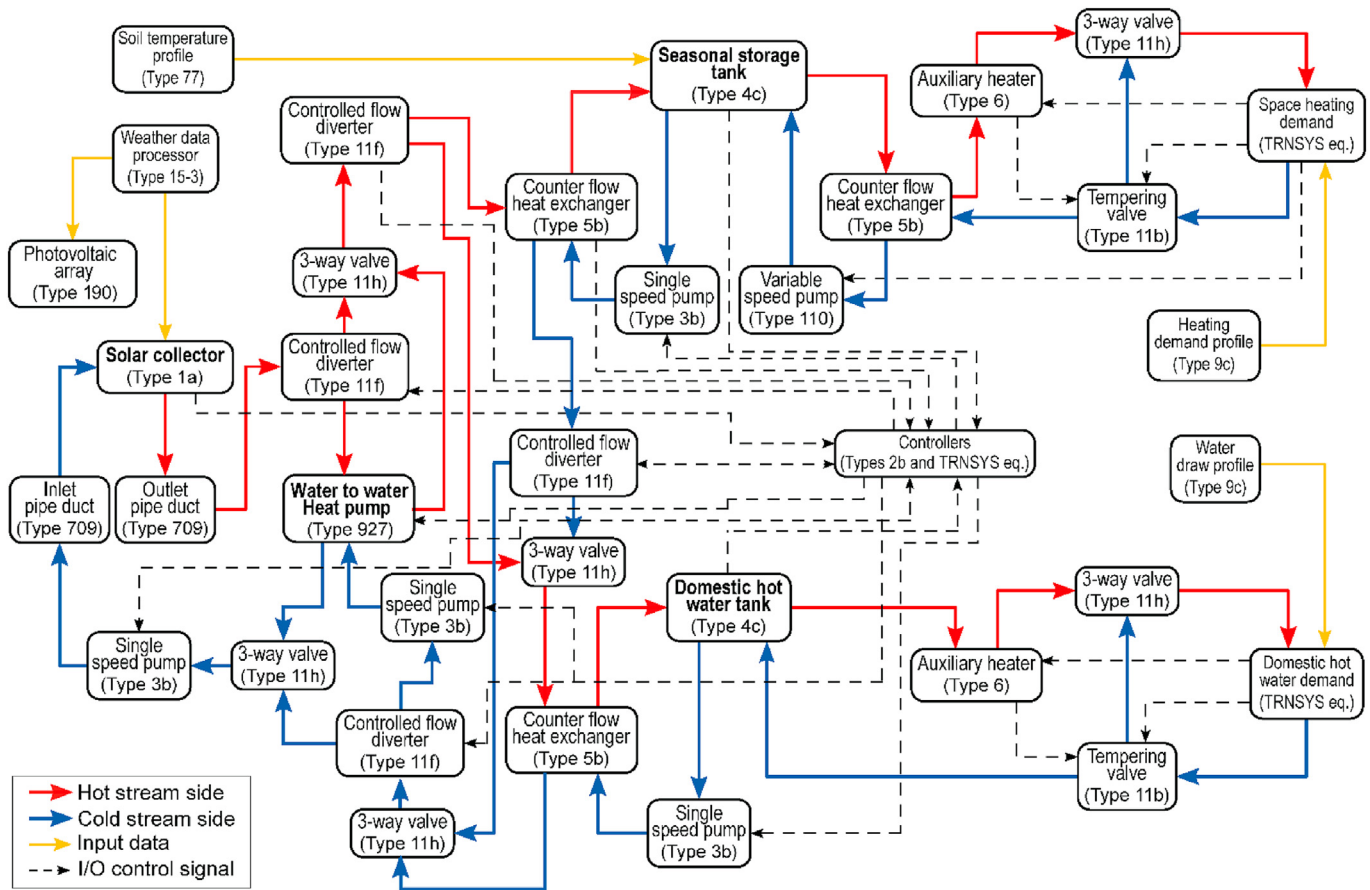 Soil temperature
profile
(Type 77)
Seasonal storage
tank
(Type 4c)
3-way valve
(Type 11h)
Auxiliary heater
(Type 6)
Space heating
demand
(TRNSYS eq.)
Controlled flow
diverter
(Type 11f)
Weather data
processor
(Type 15-3)
Counter flow
heat exchanger
(Type 5b)
Counter flow
heat exchanger
(Type 5b)
Tempering
valve
(Type 11b)
Photovoltaic
array
(Type 190)
3-way valve
(Type 11h)
Single
speed pump
(Type 3b)
Variable
speed pump
(Type 110)
Heating
demand profile
(Type 9c)
Solar collector
(Type 1a)
Controlled flow
diverter
(Type 11f)
Controlled flow
diverter
(Type 11f)
Controllers
(Types 2b and TRNSYS eq.)
Water
draw profile
(Type 9c)
Inlet
pipe duct
(Type 709)
Outlet
pipe duct
(Type 709)
Water to water
Heat pump
(Type 927)
3-way valve
(Type 11h)
Single
speed pump
(Type 3b)
Domestic hot
water tank
(Type 4c)
3-way valve
(Type 11h)
Single
speed pump
(Type 3b)
3-way valve
(Type 11h)
Auxiliary heater
(Type 6)
Domestic hot
water demand
(TRNSYS eq.)
Controlled flow
diverter
(Type 11f)
Counter flow
heat exchanger
(Type 5b)
Tempering
valve
(Type 11b)
3-way valve
(Type 11h)
Single
speed pump
(Type 3b)
Hot stream side
Cold stream side
Input data
I/O control signal